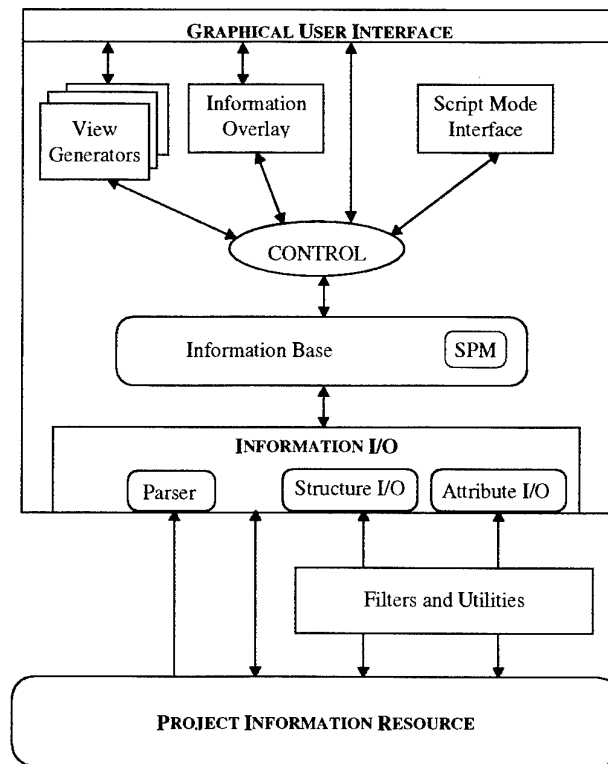 GRAPHICAL USER INTERFACE
View
Generators
Information
Overlay
Script Mode
Interface
CONTROL
Information Base
SPM
INFORMATION I/O
Parser
Structure I/O
Attribute I/O
Filters and Utilities
PROJECT INFORMATION RESOURCE